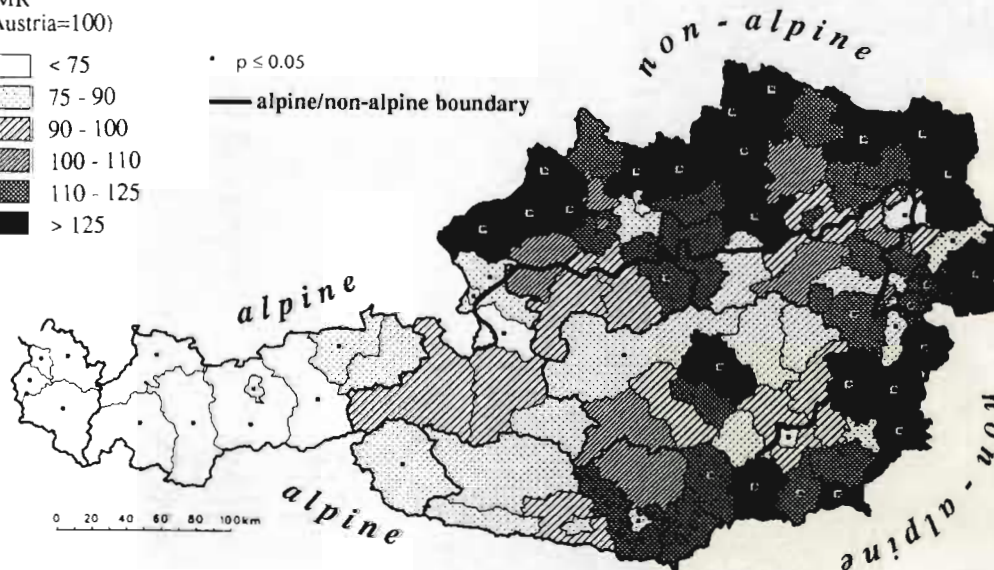 MR
Austria=100)
< 75
75 - 90
90 - 100
100 - 110
110 - 125
> 125
p ≤ 0.05
alpine/non-alpine boundary
non - alpine
alpine
alpine
non - alpine
0 20 40 60 80 100km